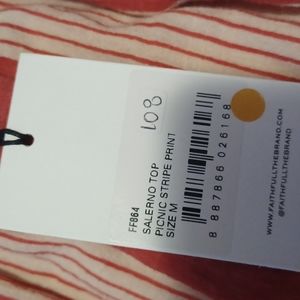 108
FF864
SALERNO TOP
PICNIC STRIPE PRINT
SIZE M
8 887866 026168
WWW.FAITHFULLTHEBRAND.COM
@FAITHFULLTHEBRAND